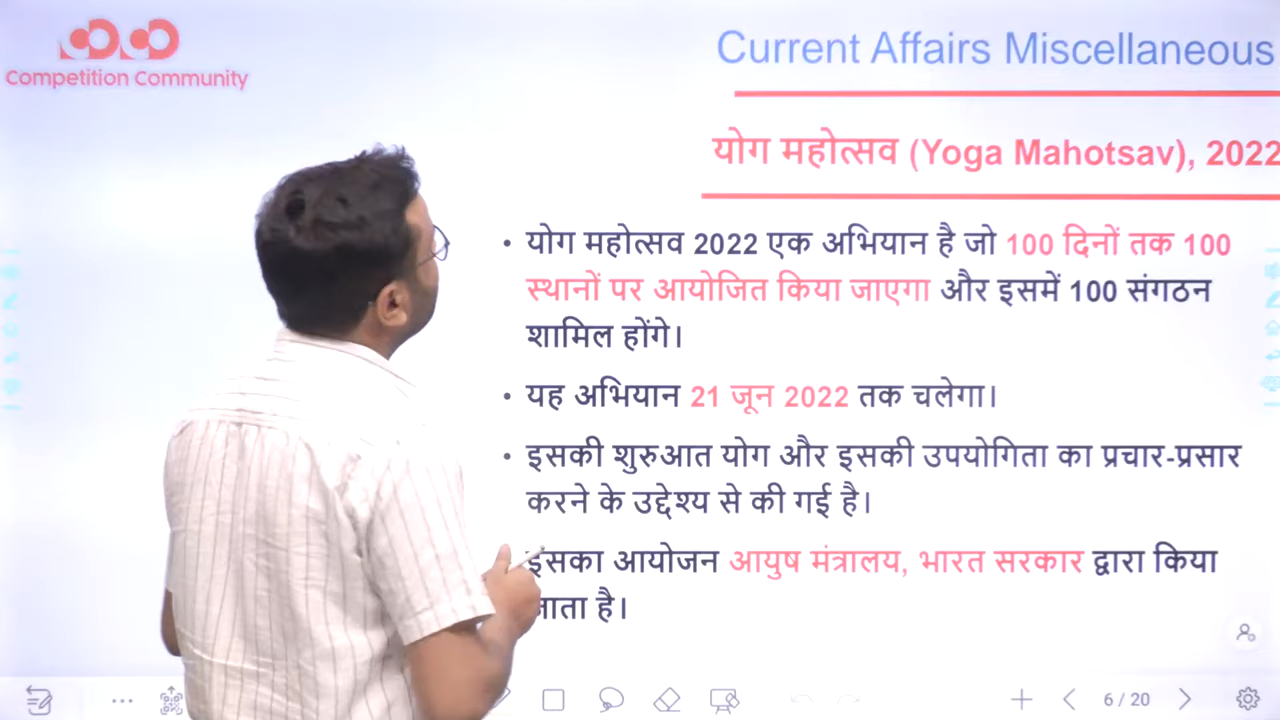 Competition Community
Current Affairs Miscellaneous
योग महोत्सव (Yoga Mahotsav), 2022
• योग महोत्सव 2022 एक अभियान है जो 100 दिनों तक 100
स्थानों पर आयोजित किया जाएगा और इसमें 100 संगठन
शामिल होंगे।
• यह अभियान 21 जून 2022 तक चलेगा।
• इसकी शुरुआत योग और इसकी उपयोगिता का प्रचार-प्रसार
करने के उद्देश्य से की गई है।
इसका आयोजन आयुष मंत्रालय, भारत सरकार द्वारा किया
जाता है।
6 / 20